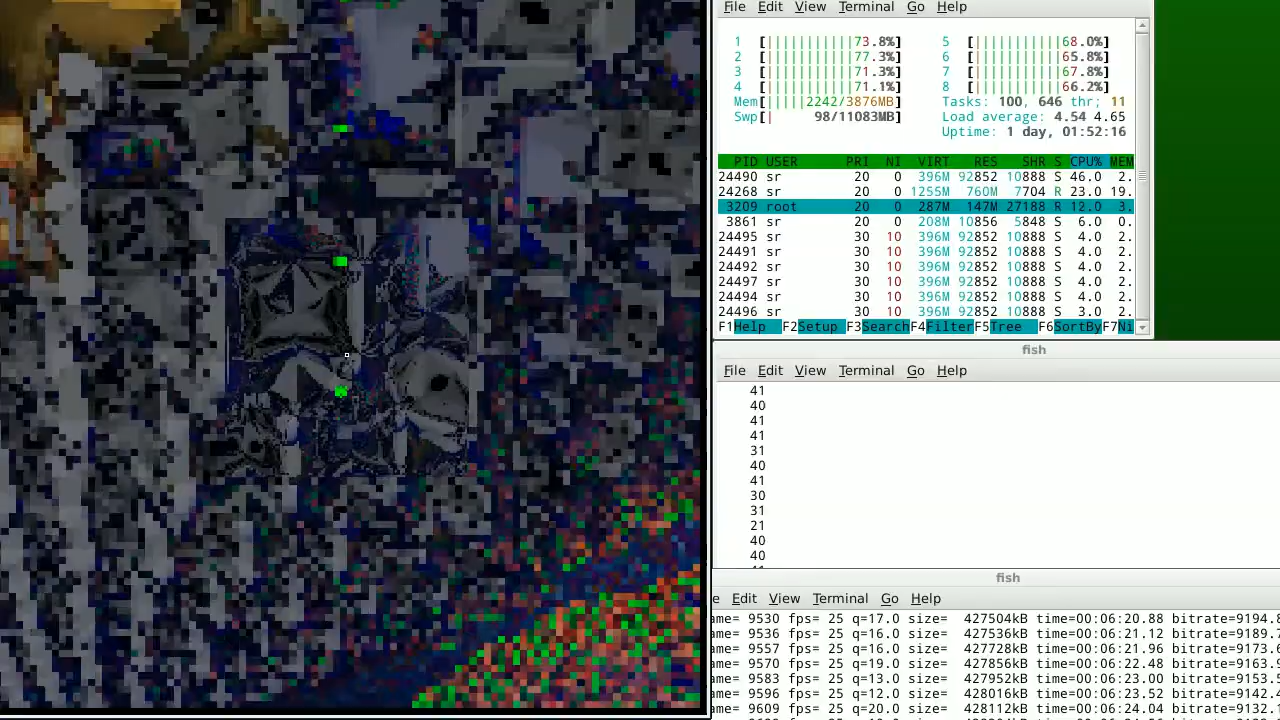 File Edit View Terminal Go Help
1 [||||||||||73.8%] 5 [|||||||||||68.0%]
2 [||||||||||77.3%] 6 [|||||||||||65.8%]
3 [||||||||||71.3%] 7 [|||||||||||67.8%]
4 [||||||||||71.1%] 8 [|||||||||||66.2%]
Mem[|||||2242/3876MB] Tasks: 100, 646 thr; 11
Swp[| 98/11083MB] Load average: 4.54 4.65
Uptime: 1 day, 01:52:16
PID USER PRI NI VIRT RES SHR S CPU% MEM
24490 sr 20 0 396M 92852 10888 S 46.0 2.
24268 sr 20 0 1255M 760M 7704 R 23.0 19.
3209 root 20 0 287M 147M 27188 R 12.0 3.
3861 sr 20 0 208M 10856 5848 S 6.0 0.
24495 sr 30 10 396M 92852 10888 S 4.0 2.
24491 sr 30 10 396M 92852 10888 S 4.0 2.
24492 sr 30 10 396M 92852 10888 S 4.0 2.
24497 sr 30 10 396M 92852 10888 S 4.0 2.
24494 sr 30 10 396M 92852 10888 S 4.0 2.
24496 sr 30 10 396M 92852 10888 S 3.0 2.
F1Help F2Setup F3SearchF4FilterF5Tree F6SortByF7Ni
fish
File Edit View Terminal Go Help
41
40
41
41
31
40
41
30
31
21
40
40
fish
e Edit View Terminal Go Help
ame= 9530 fps= 25 q=17.0 size= 427504kB time=00:06:20.88 bitrate=9194.8
ame= 9536 fps= 25 q=16.0 size= 427536kB time=00:06:21.12 bitrate=9189.
ame= 9557 fps= 25 q=16.0 size= 427728kB time=00:06:21.96 bitrate=9173.6
ame= 9570 fps= 25 q=19.0 size= 427856kB time=00:06:22.48 bitrate=9163.
ame= 9583 fps= 25 q=13.0 size= 427952kB time=00:06:23.00 bitrate=9153.
ame= 9596 fps= 25 q=12.0 size= 428016kB time=00:06:23.52 bitrate=9142.
ame= 9609 fps= 25 q=20.0 size= 428112kB time=00:06:24.04 bitrate=9132.